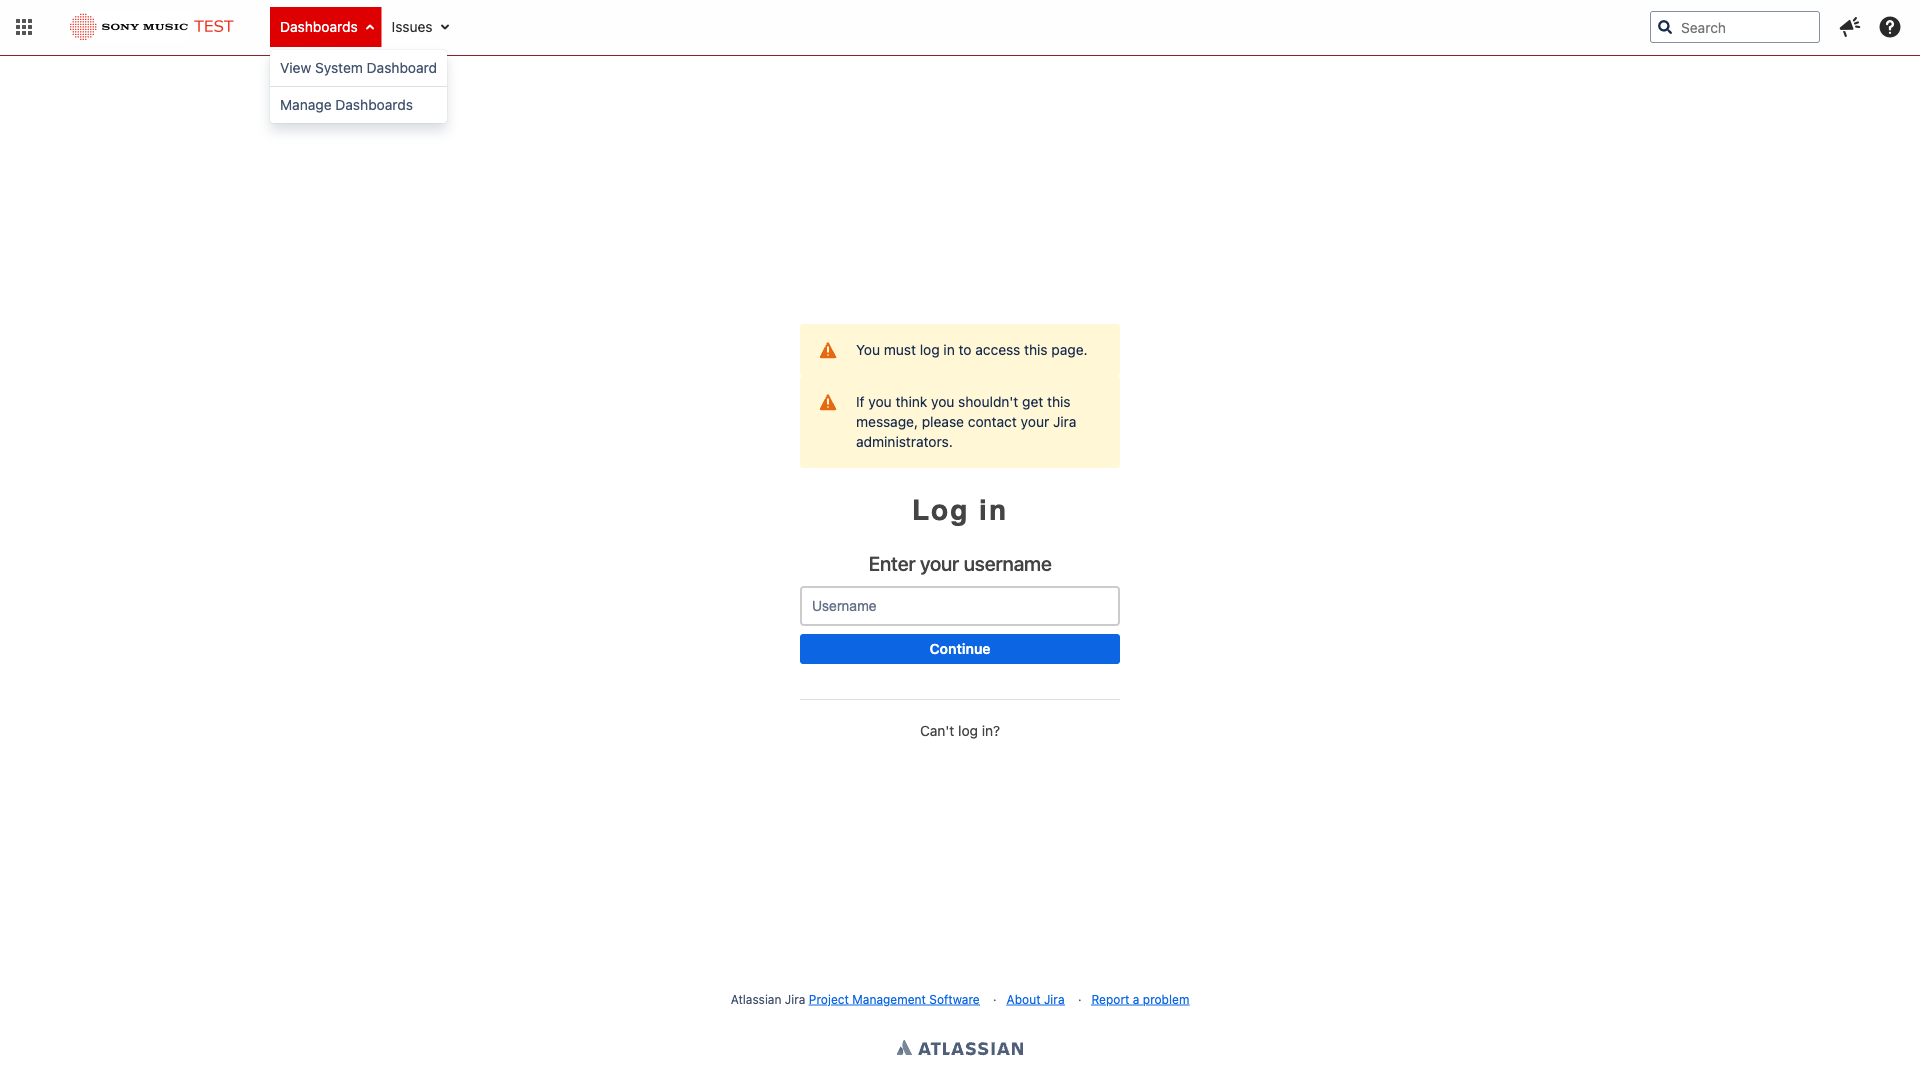 SONY MUSIC TEST
Dashboards
Issues
Search
View System Dashboard
Manage Dashboards
You must log in to access this page.
If you think you shouldn't get this
message, please contact your Jira
administrators.
Log in
Enter your username
Username
Continue
Can't log in?
Atlassian Jira Project Management Software · About Jira · Report a problem
ATLASSIAN